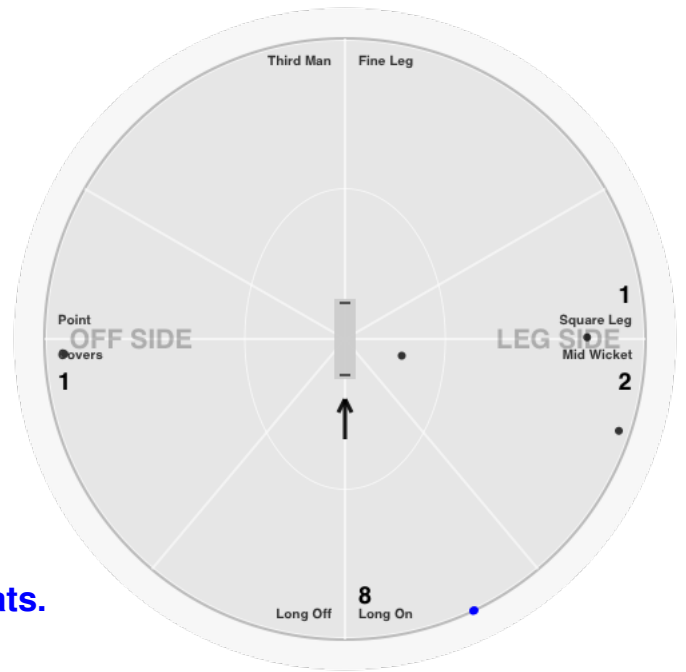 Third Man Fine Leg
1
Point Square Leg
OFF SIDE LEG SIDE
Covers Mid Wicket
1 2
ats.
8
Long Off Long On